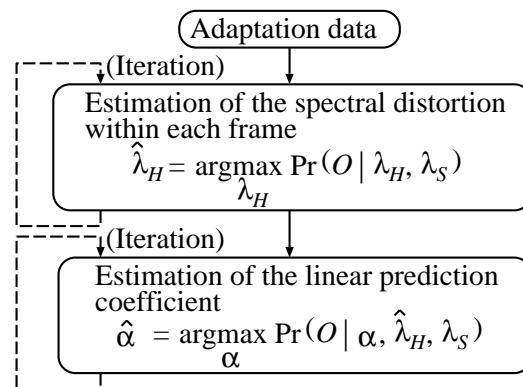 Adaptation data
(Iteration)
Estimation of the spectral distortion
within each frame
λ̂_H = argmax Pr(O | λ_H, λ_S)
λ_H
(Iteration)
Estimation of the linear prediction
coefficient
α̂ = argmax Pr(O | α, λ̂_H, λ_S)
α